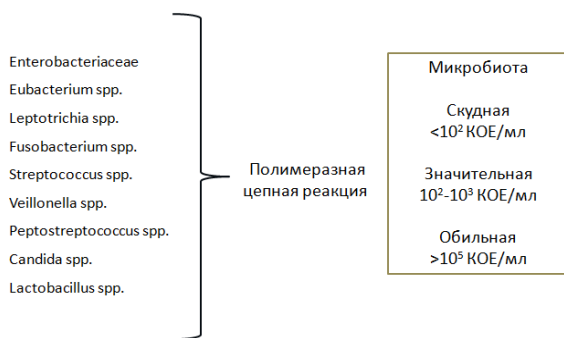 Enterobacteriaceae
Eubacterium spp.
Leptotrichia spp.
Fusobacterium spp.
Streptococcus spp.
Veillonella spp.
Peptostreptococcus spp.
Candida spp.
Lactobacillus spp.
Полимеразная
цепная реакция
Микробиота
Скудная
<10² КОЕ/мл
Значительная
10²-10³ КОЕ/мл
Обильная
>10⁵ КОЕ/мл